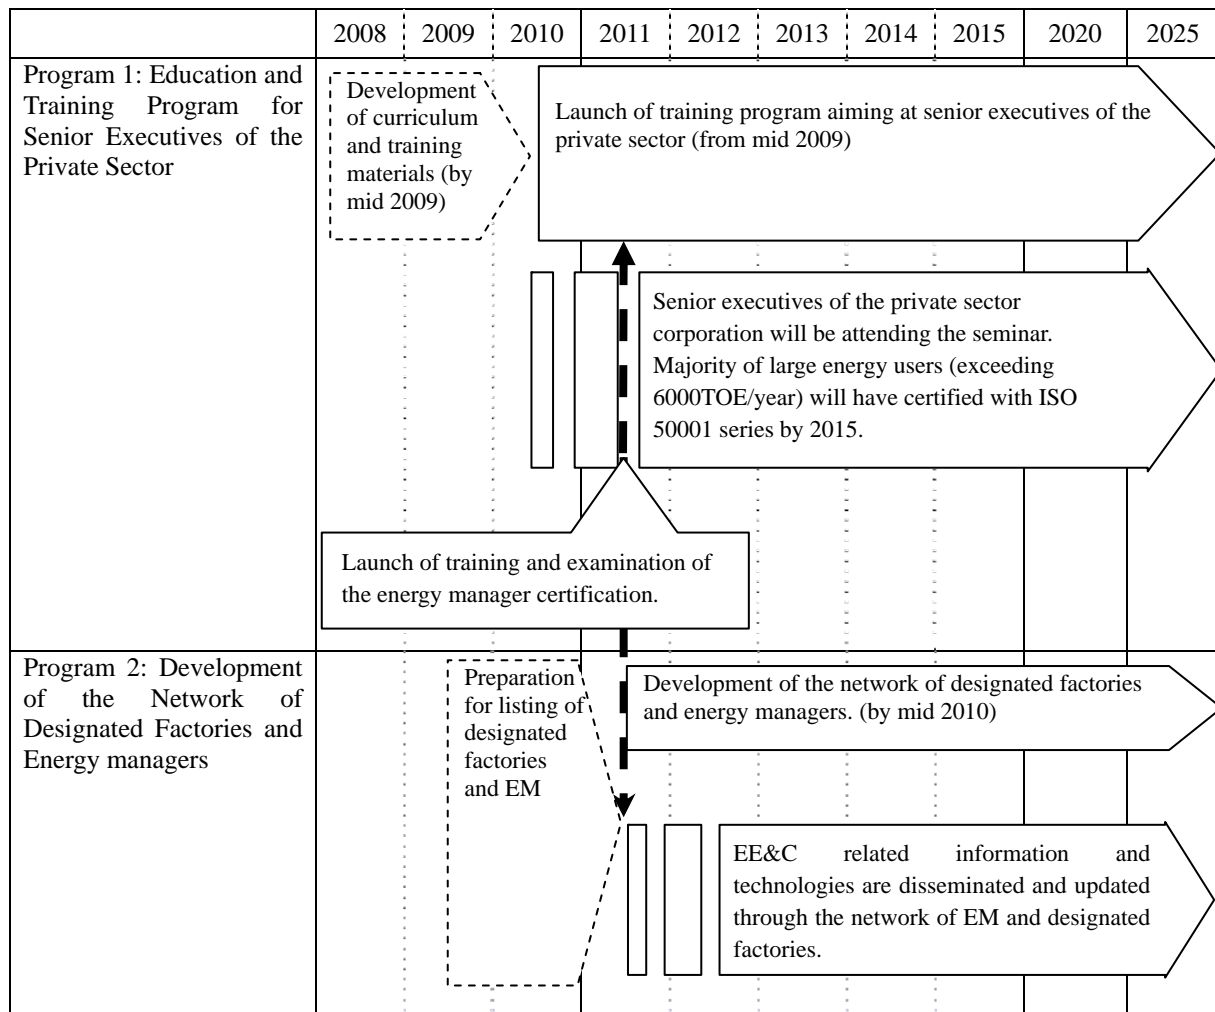 2008 2009 2010 2011 2012 2013 2014 2015 2020 2025
Program 1: Education and
Training Program for
Senior Executives of the
Private Sector
Development
of curriculum
and training
materials (by
mid 2009)
Launch of training program aiming at senior executives of the
private sector (from mid 2009)
Senior executives of the private sector
corporation will be attending the seminar.
Majority of large energy users (exceeding
6000TOE/year) will have certified with ISO
50001 series by 2015.
Launch of training and examination of
the energy manager certification.
Program 2: Development
of the Network of
Designated Factories and
Energy managers
Preparation
for listing of
designated
factories
and EM
Development of the network of designated factories
and energy managers. (by mid 2010)
EE&C related information and
technologies are disseminated and updated
through the network of EM and designated
factories.